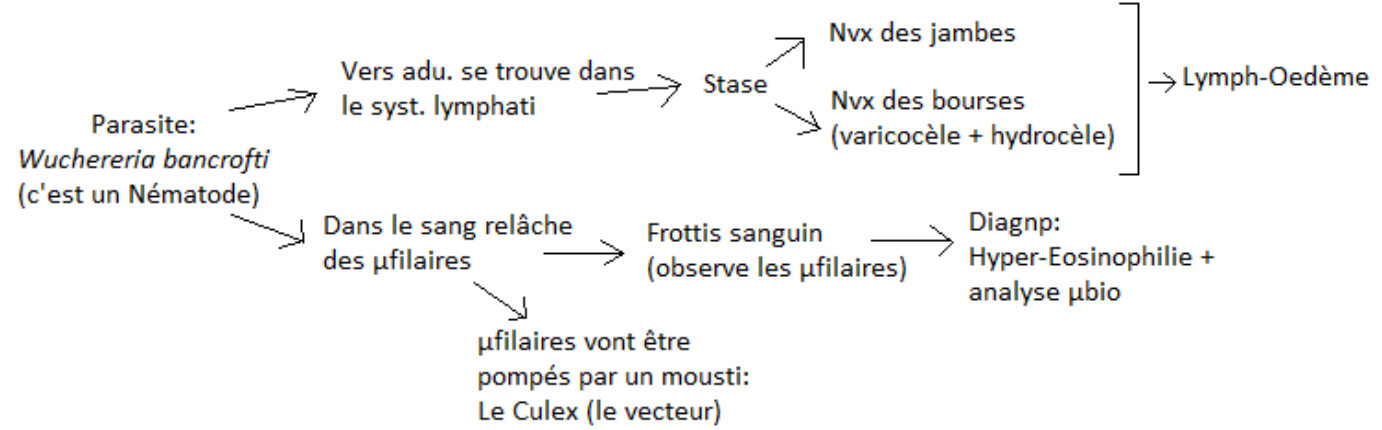 Parasite:
Wuchereria bancrofti
(c'est un Nématode)
Vers adu. se trouve dans
le syst. lymphati
Stase
Nvx des jambes
Nvx des bourses
(varicocèle + hydrocèle)
Lymph-Oedème
Dans le sang relâche
des µfilaires
Frottis sanguin
(observe les µfilaires)
Diagnp:
Hyper-Eosinophilie +
analyse µbio
µfilaires vont être
pompés par un mousti:
Le Culex (le vecteur)